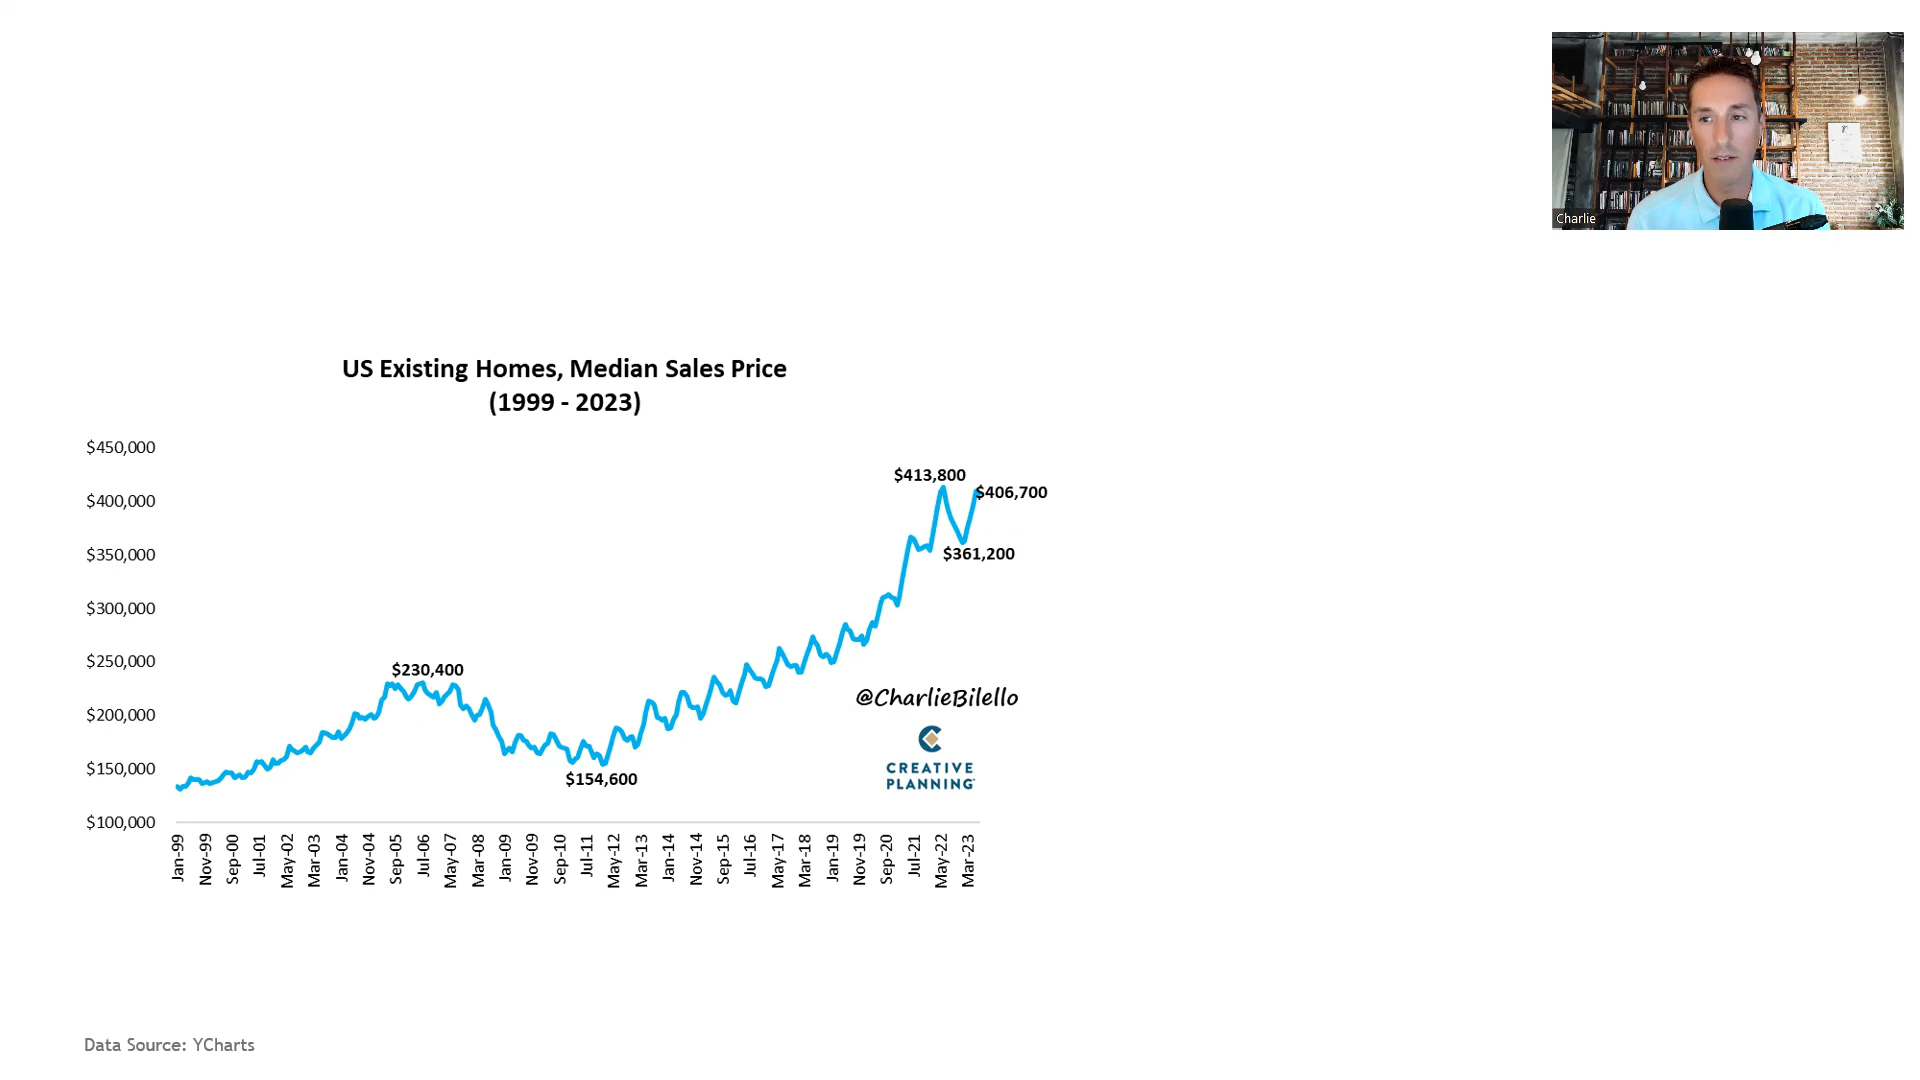 Charlie
US Existing Homes, Median Sales Price
(1999 - 2023)
$450,000
$400,000
$350,000
$300,000
$250,000
$200,000
$150,000
$100,000
$413,800
$406,700
$361,200
$230,400
$154,600
@CharlieBilello
CREATIVE
PLANNING
Jan-99
Nov-99
Sep-00
Jul-01
May-02
Mar-03
Jan-04
Nov-04
Sep-05
Jul-06
May-07
Mar-08
Jan-09
Nov-09
Sep-10
Jul-11
May-12
Mar-13
Jan-14
Nov-14
Sep-15
Jul-16
May-17
Mar-18
Jan-19
Nov-19
Sep-20
Jul-21
May-22
Mar-23
Data Source: YCharts